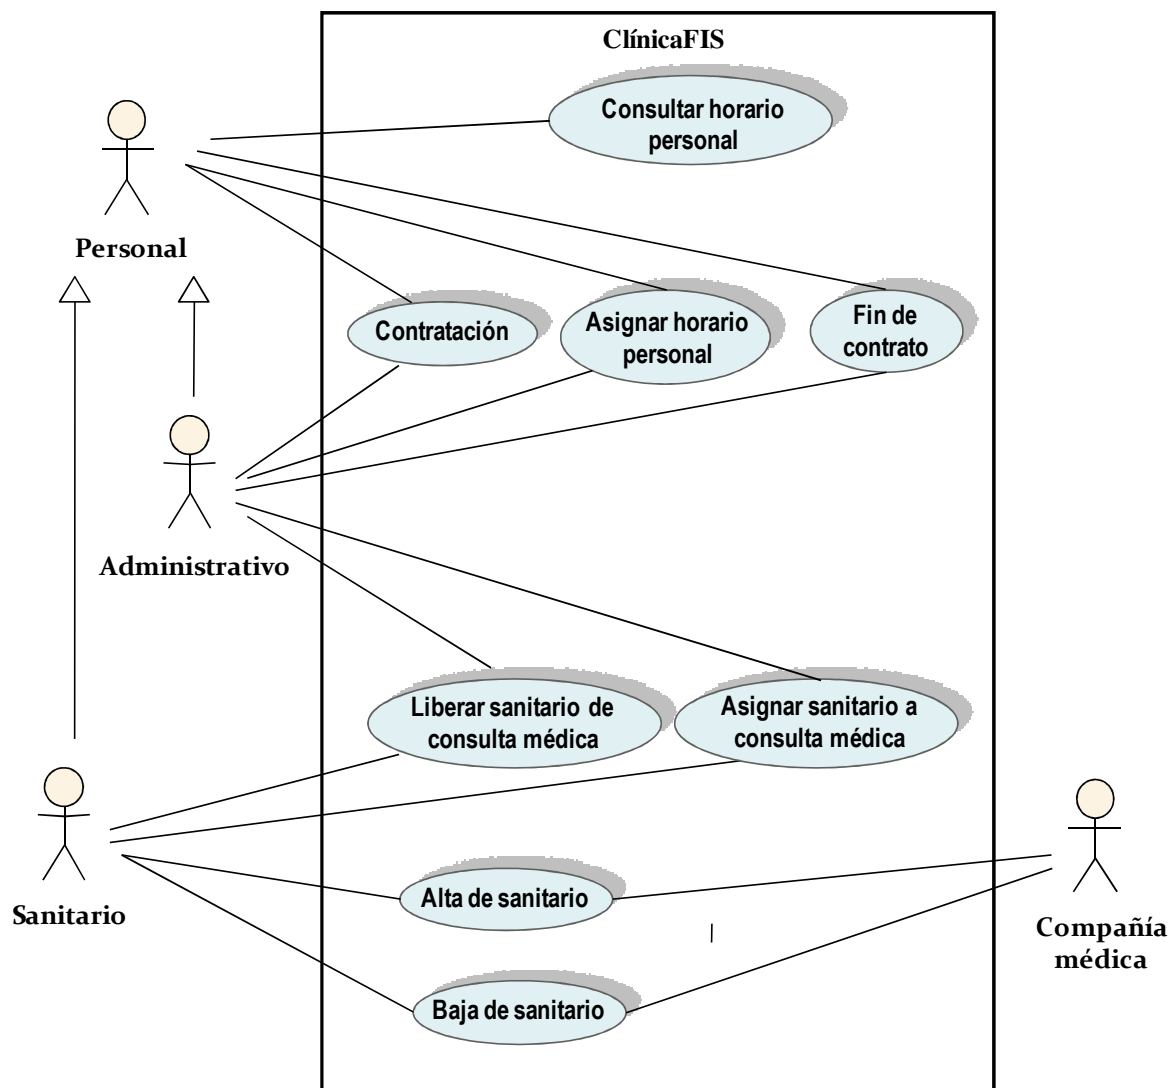 ClínicaFIS
Consultar horario
personal
Personal
Contratación
Asignar horario
personal
Fin de
contrato
Administrativo
Liberar sanitario de
consulta médica
Asignar sanitario a
consulta médica
Sanitario
Alta de sanitario
Compañía
médica
Baja de sanitario